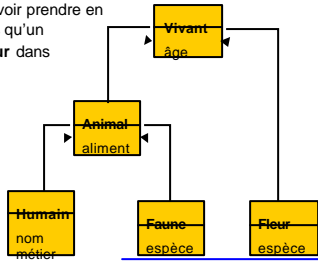 voir prendre en
qu'un
ur dans
Vivant
âge
Animal
aliment
Humain
nom
métier
Faune
espèce
Fleur
espèce